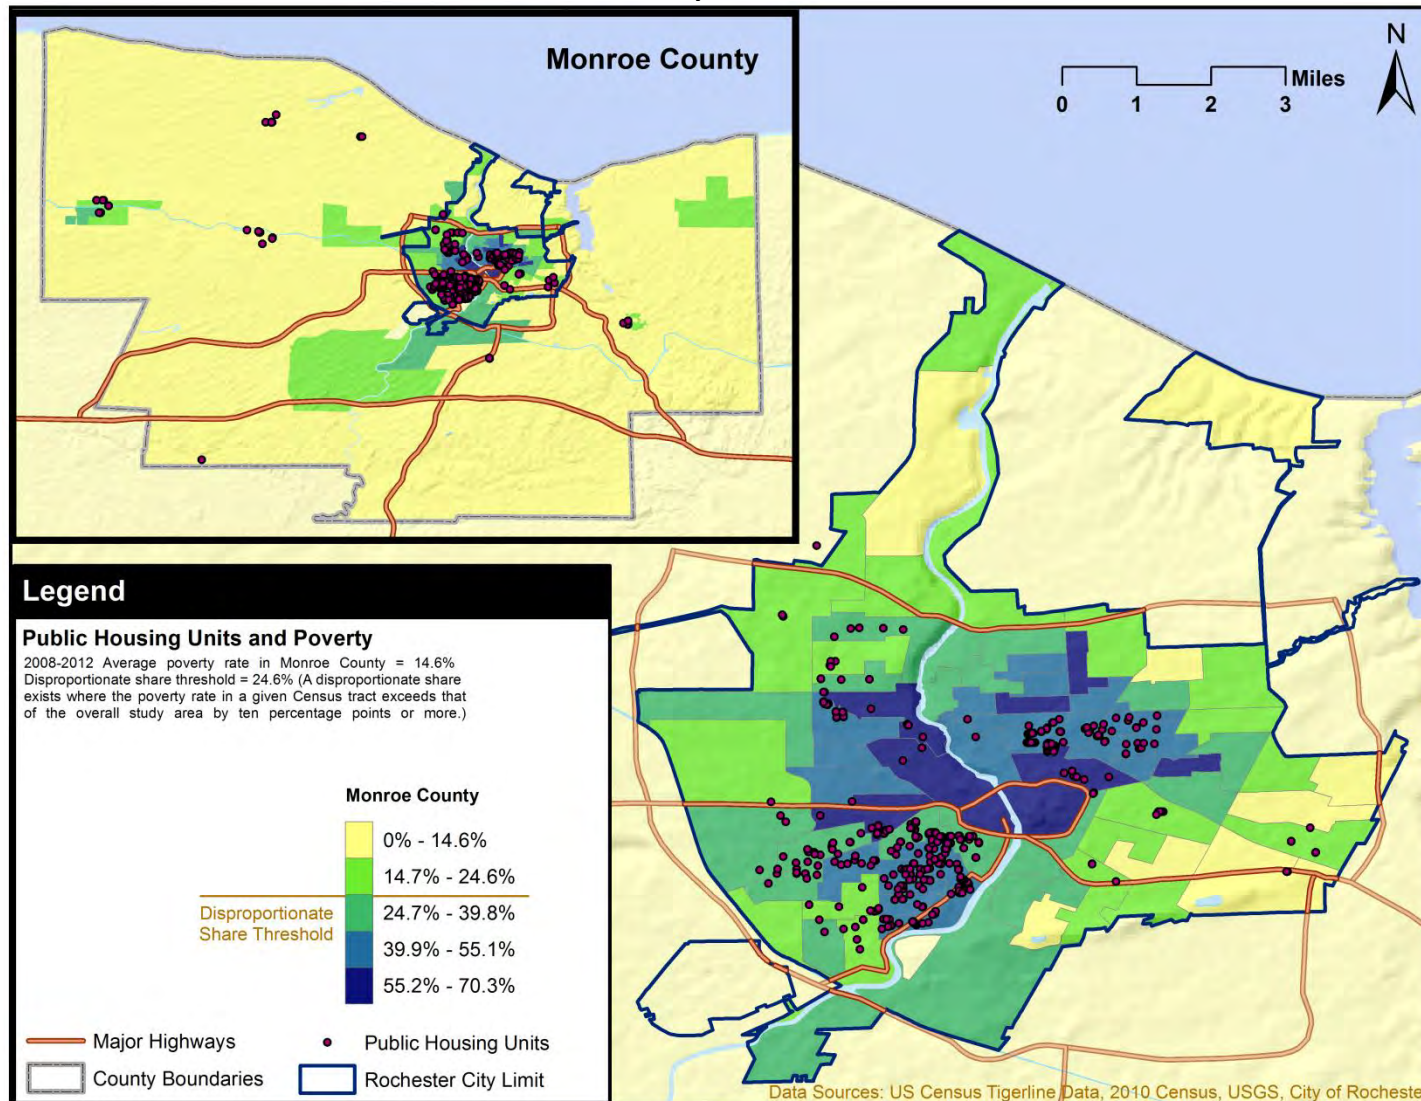 Monroe County
N
Miles
0 1 2 3
Legend
Public Housing Units and Poverty
2008-2012 Average poverty rate in Monroe County = 14.6%
Disproportionate share threshold = 24.6% (A disproportionate share
exists where the poverty rate in a given Census tract exceeds that
of the overall study area by ten percentage points or more.)
Monroe County
0% - 14.6%
14.7% - 24.6%
Disproportionate
Share Threshold
24.7% - 39.8%
39.9% - 55.1%
55.2% - 70.3%
Major Highways
Public Housing Units
County Boundaries
Rochester City Limit
Data Sources: US Census Tigerline Data, 2010 Census, USGS, City of Rocheste